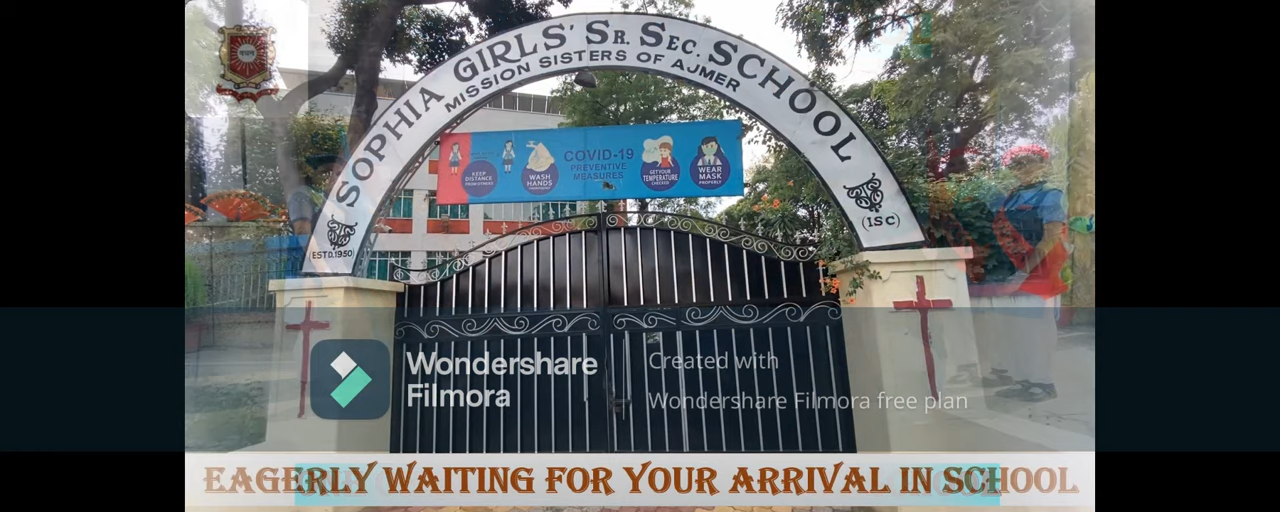 SOPHIA GIRLS' SR. SEC. SCHOOL
MISSION SISTERS OF AJMER
ESTD.1950
(ISC)
COVID-19
PREVENTIVE
MEASURES
KEEP
DISTANCE
FROM OTHERS
WASH
HANDS
GET YOUR
TEMPERATURE
CHECKED
WEAR
MASK
PROPERLY
Wondershare
Filmora
Created with
Wondershare Filmora free plan
EAGERLY WAITING FOR YOUR ARRIVAL IN SCHOOL